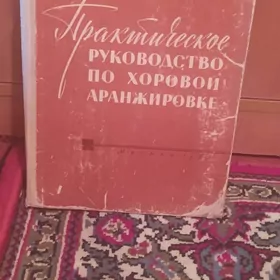 Практическое
РУКОВОДСТВО
ПО ХОРОВОЙ
АРАНЖИРОВКЕ